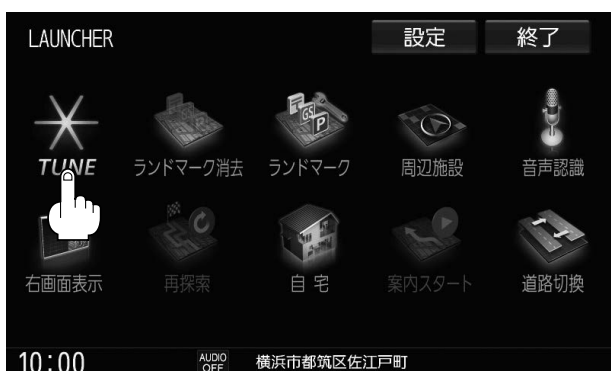 LAUNCHER 設定 終了
GS
P
TUNE ランドマーク消去 ランドマーク 周辺施設 音声認識
右画面表示 再探索 自宅 案内スタート 道路切換
10:00 AUDIO OFF 横浜市都筑区佐江戸町